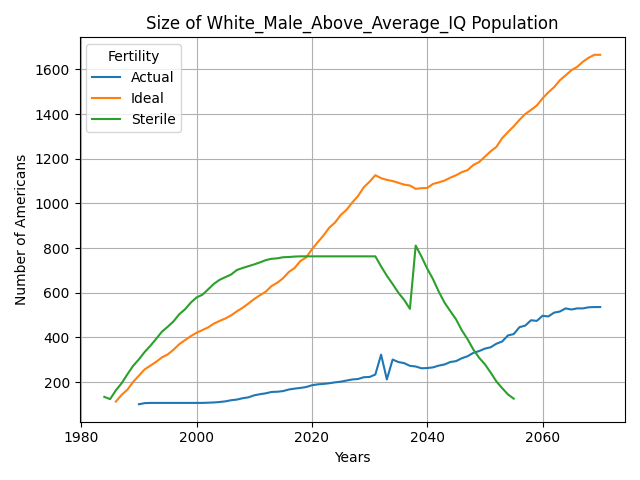 Size of White_Male_Above_Average_IQ Population
Fertility
Actual
Ideal
Sterile
Number of Americans
1600
1400
1200
1000
800
600
400
200
1980
2000
2020
2040
2060
Years